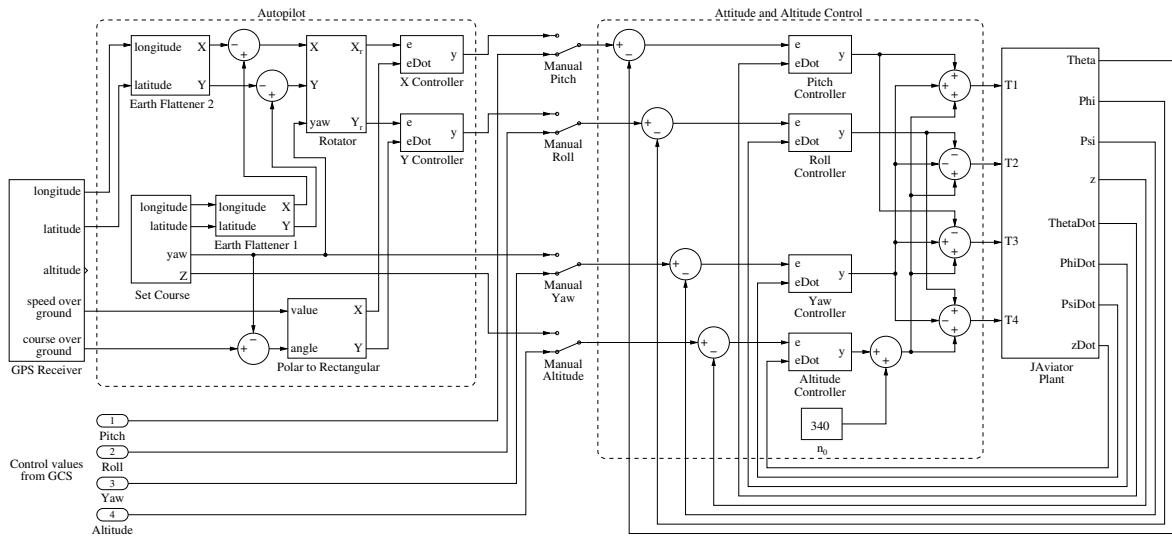 Autopilot
longitude
latitude
X
Y
Earth Flattener 2
−
+
−
+
X
Y
yaw
X_r
Y_r
Rotator
e
eDot
y
X Controller
e
eDot
y
Y Controller
GPS Receiver
longitude
latitude
altitude
speed over
ground
course over
ground
longitude
latitude
yaw
Z
Set Course
longitude
latitude
X
Y
Earth Flattener 1
−
+
value
angle
X
Y
Polar to Rectangular
Manual
Pitch
Manual
Roll
Manual
Yaw
Manual
Altitude
Control values
from GCS
1
Pitch
2
Roll
3
Yaw
4
Altitude
Attitude and Altitude Control
+
−
+
−
+
−
+
−
e
eDot
y
Pitch
Controller
e
eDot
y
Roll
Controller
e
eDot
y
Yaw
Controller
e
eDot
y
Altitude
Controller
+
+
340
n_0
+
+
+
−
−
+
−
+
+
+
−
+
T1
T2
T3
T4
Theta
Phi
Psi
z
ThetaDot
PhiDot
PsiDot
zDot
JAviator
Plant